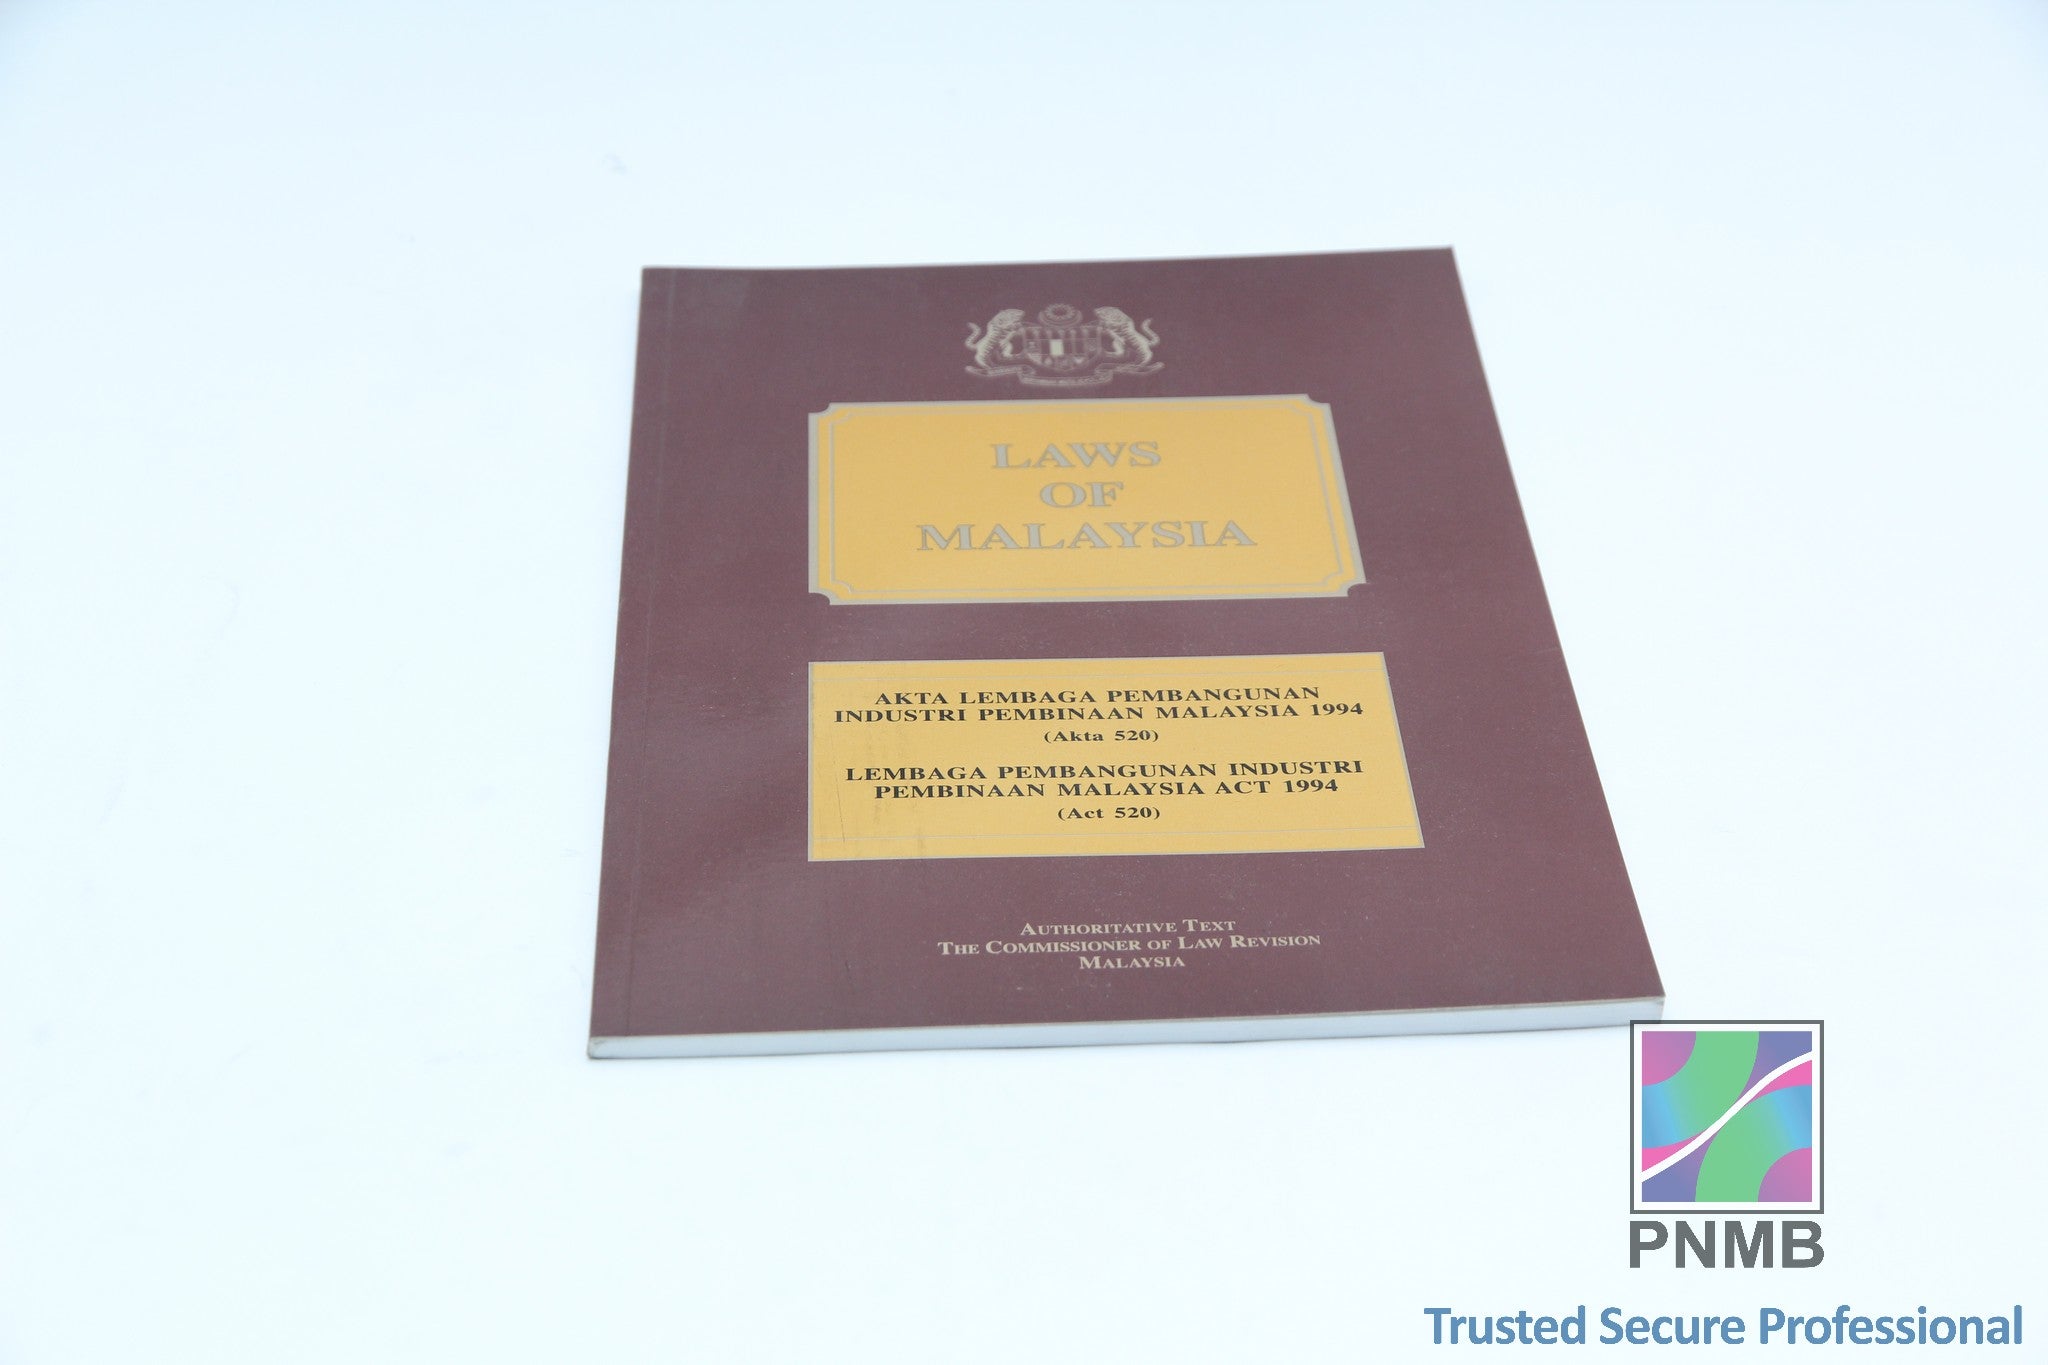 LAWS
OF
MALAYSIA
AKTA LEMBAGA PEMBANGUNAN
INDUSTRI PEMBINAAN MALAYSIA 1994
(Akta 520)
LEMBAGA PEMBANGUNAN INDUSTRI
PEMBINAAN MALAYSIA ACT 1994
(Act 520)
AUTHORITATIVE TEXT
THE COMMISSIONER OF LAW REVISION
MALAYSIA
PNMB
Trusted Secure Professional